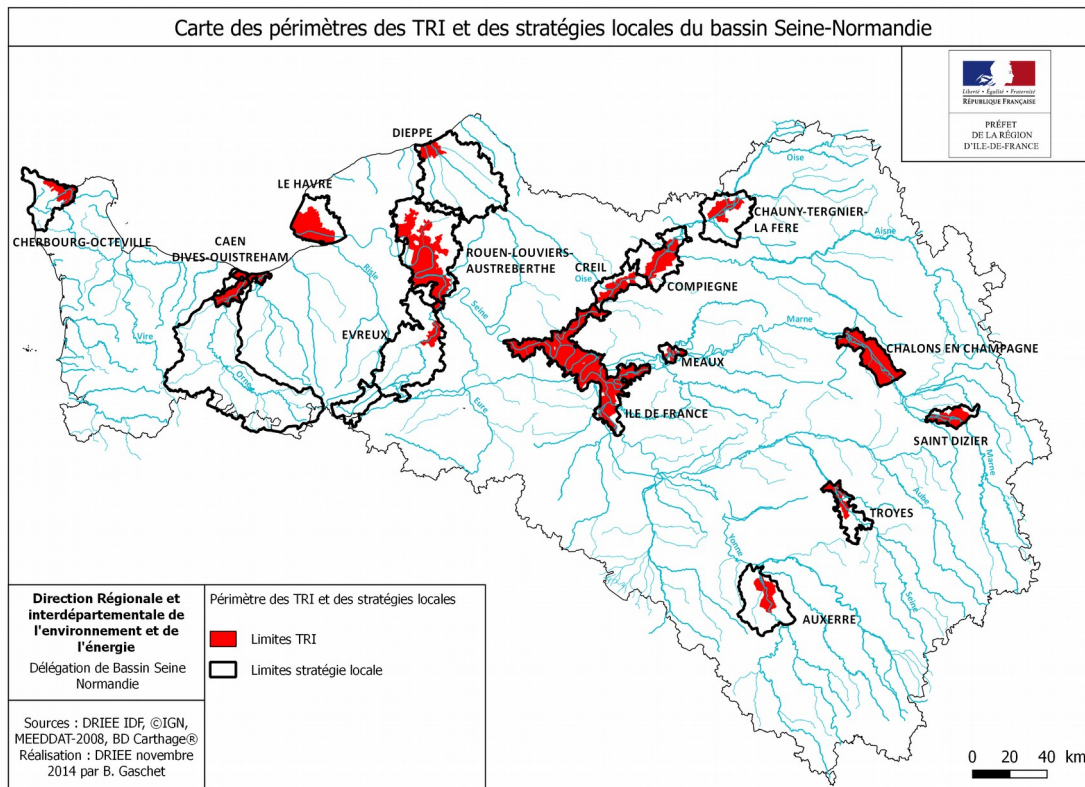 Carte des périmètres des TRI et des stratégies locales du bassin Seine-Normandie
Liberté • Égalité • Fraternité
RÉPUBLIQUE FRANÇAISE
PRÉFET
DE LA RÉGION
D'ILE-DE-FRANCE
DIEPPE
Oise
LE HAVRE
CHERBOURG-OCTEVILLE
CHAUNY-TERGNIER-
LA FERE
Aisne
CAEN
DIVES-OUISTREHAM
Risle
ROUEN-LOUVIERS-
AUSTREBERTHE
CREIL
Oise
COMPIEGNE
Seine
Marne
Vire
EVREUX
MEAUX
CHALONS EN CHAMPAGNE
Orne
Eure
ILE DE FRANCE
SAINT DIZIER
Marne
Aube
TROYES
Yonne
Seine
AUXERRE
Direction Régionale et
interdépartementale de
l'environnement et de
l'énergie
Délégation de Bassin Seine
Normandie
Périmètre des TRI et des stratégies locales
Limites TRI
Limites stratégie locale
Sources : DRIEE IDF, ©IGN,
MEEDDAT-2008, BD Carthage®
Réalisation : DRIEE novembre
2014 par B. Gaschet
0 20 40 km